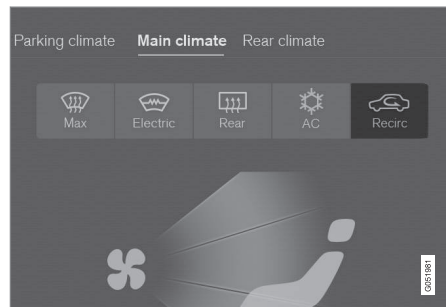 Parking climate Main climate Rear climate
Max Electric Rear AC Recirc
G051981